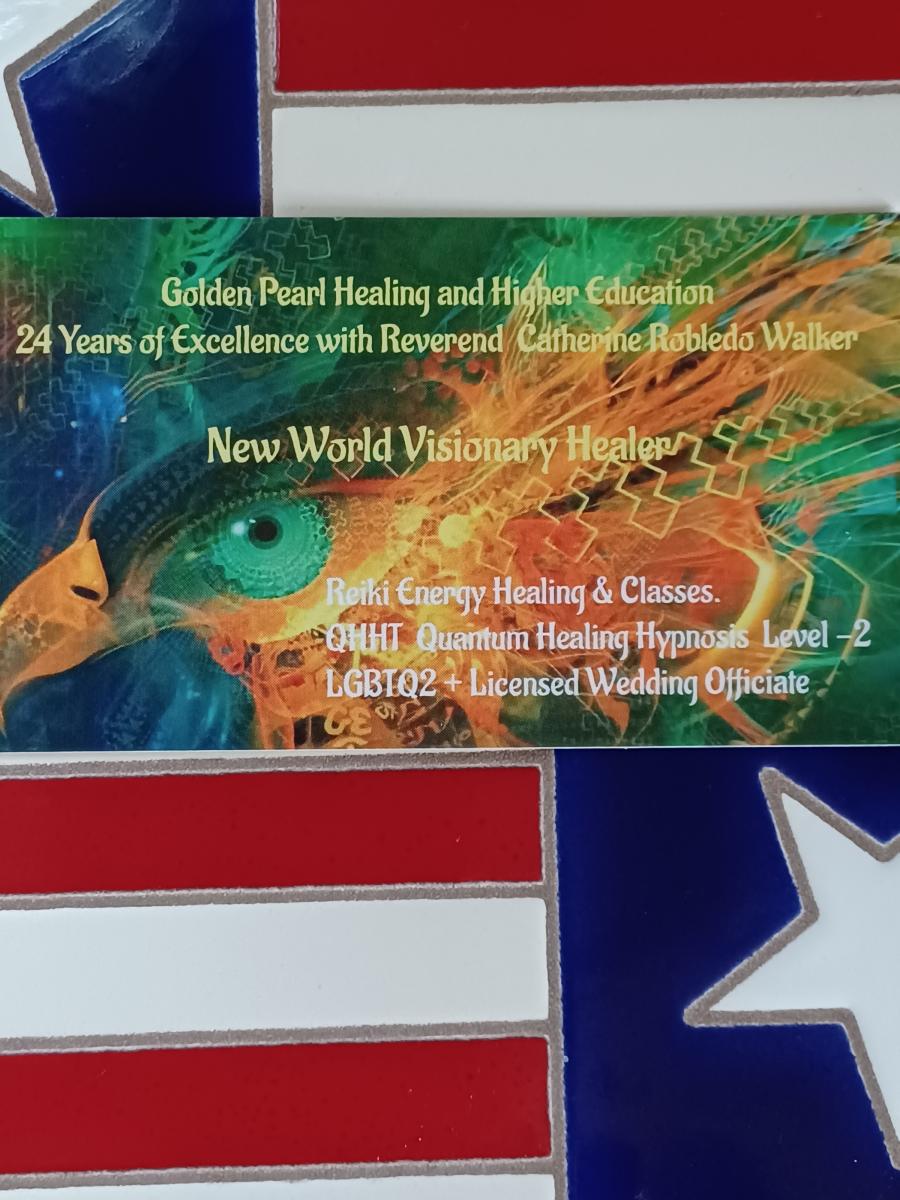 Golden Pearl Healing and Higher Education
24 Years of Excellence with Reverend Catherine Robledo Walker
New World Visionary Healer
Reiki Energy Healing & Classes.
QHHT Quantum Healing Hypnosis Level -2
LGBTQ2 + Licensed Wedding Officiate